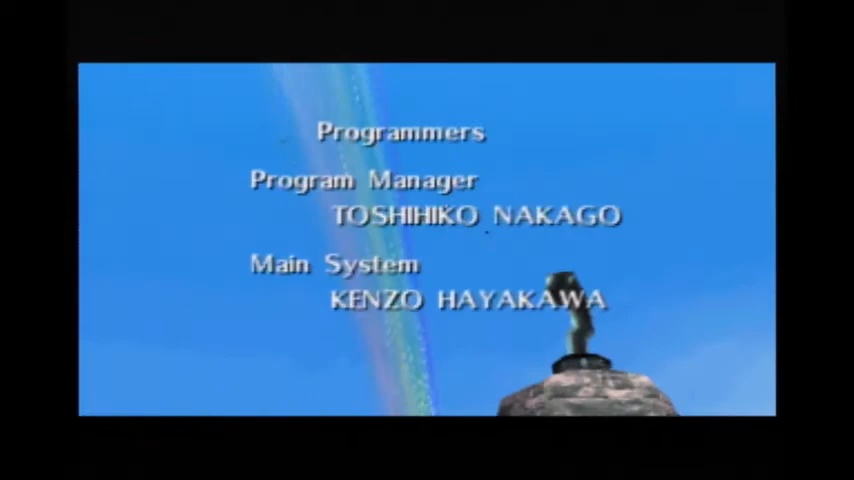 Programmers
Program Manager
TOSHIHIKO NAKAGO
Main System
KENZO HAYAKAWA